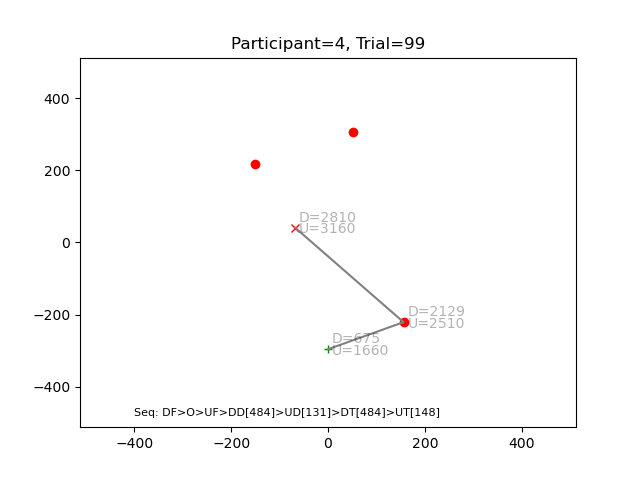 Participant=4, Trial=99
400
200
0
−200
−400
D=2810
U=3160
D=2129
U=2510
D=675
U=1660
Seq: DF>O>UF>DD[484]>UD[131]>DT[484]>UT[148]
−400 −200 0 200 400